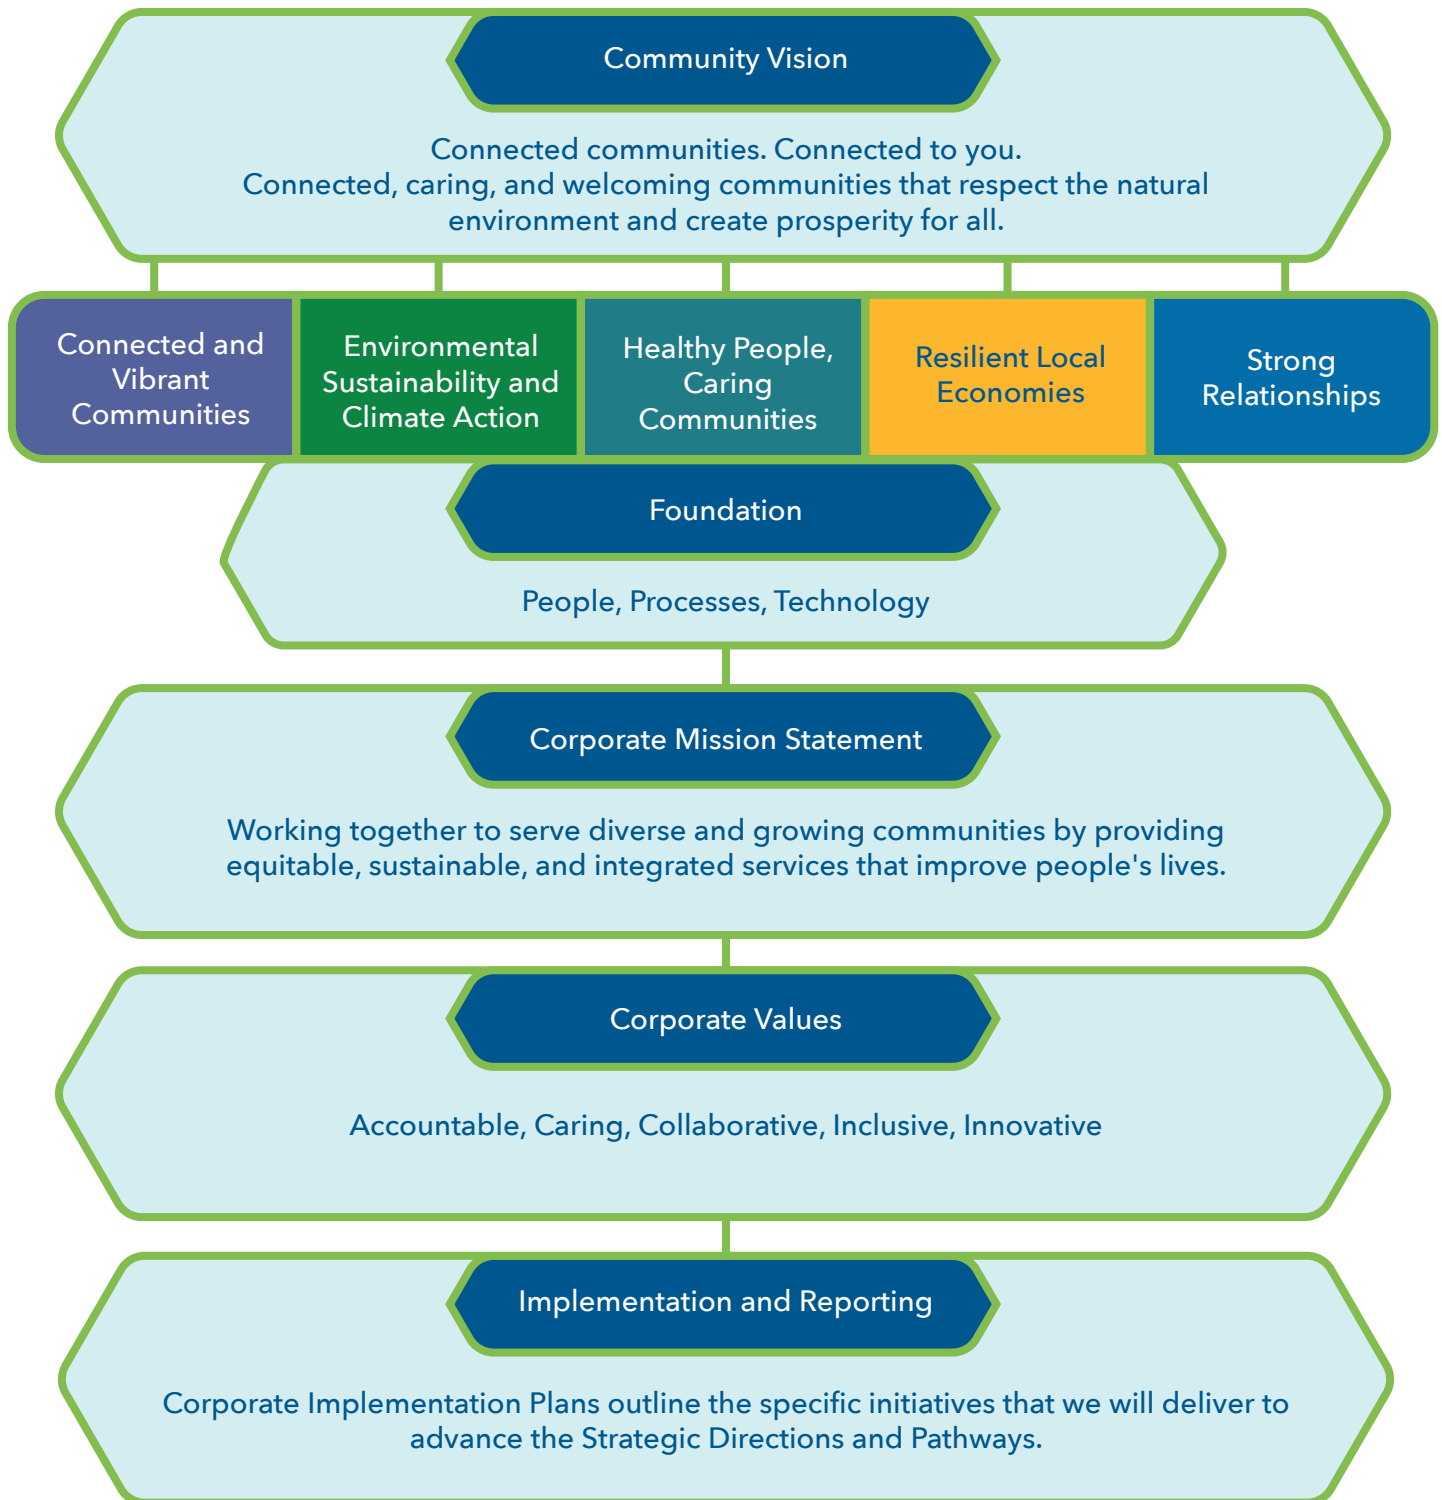 Community Vision
Connected communities. Connected to you.
Connected, caring, and welcoming communities that respect the natural
environment and create prosperity for all.
Connected and
Vibrant
Communities
Environmental
Sustainability and
Climate Action
Healthy People,
Caring
Communities
Resilient Local
Economies
Strong
Relationships
Foundation
People, Processes, Technology
Corporate Mission Statement
Working together to serve diverse and growing communities by providing
equitable, sustainable, and integrated services that improve people's lives.
Corporate Values
Accountable, Caring, Collaborative, Inclusive, Innovative
Implementation and Reporting
Corporate Implementation Plans outline the specific initiatives that we will deliver to
advance the Strategic Directions and Pathways.